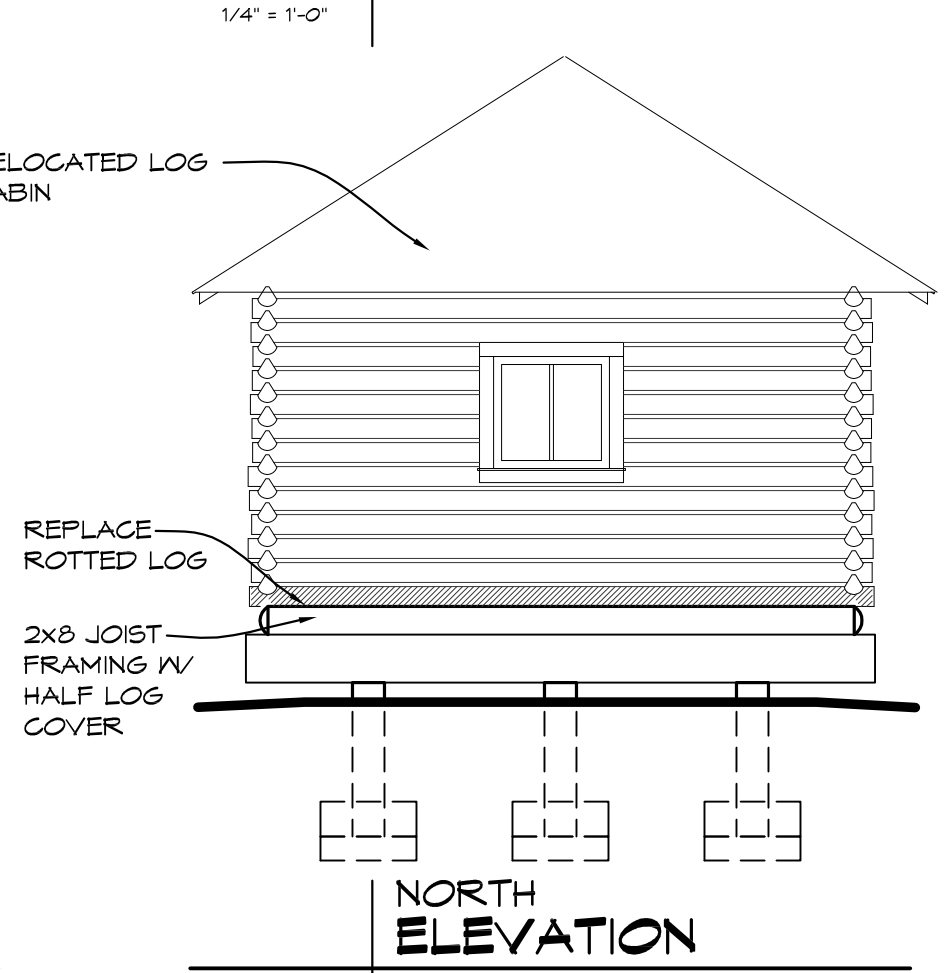 1/4" = 1'-0"
ELOCATED LOG
ABIN
REPLACE
ROTTED LOG
2x8 JOIST
FRAMING W/
HALF LOG
COVER
NORTH
ELEVATION